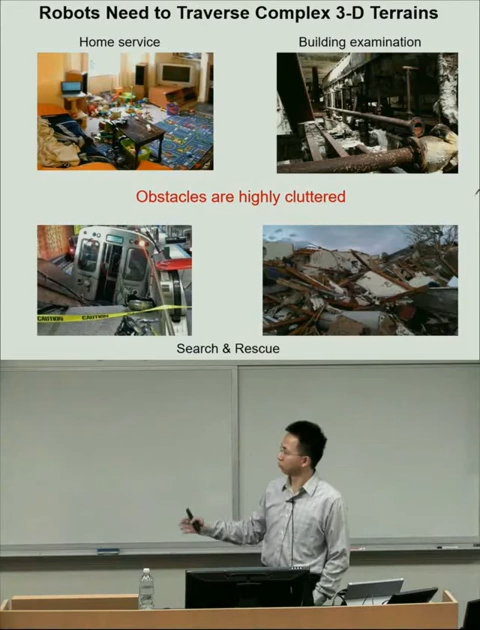 Robots Need to Traverse Complex 3-D Terrains
Home service
Building examination
Obstacles are highly cluttered
CAUTION
CAUTION
Search & Rescue